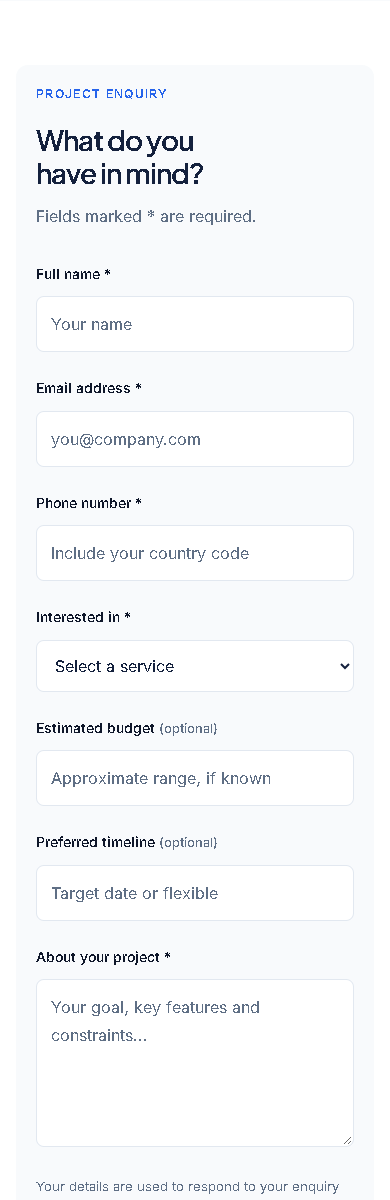 PROJECT ENQUIRY
What do you
have in mind?
Fields marked * are required.
Full name *
Your name
Email address *
you@company.com
Phone number *
Include your country code
Interested in *
Select a service
Estimated budget (optional)
Approximate range, if known
Preferred timeline (optional)
Target date or flexible
About your project *
Your goal, key features and
constraints...
Your details are used to respond to your enquiry